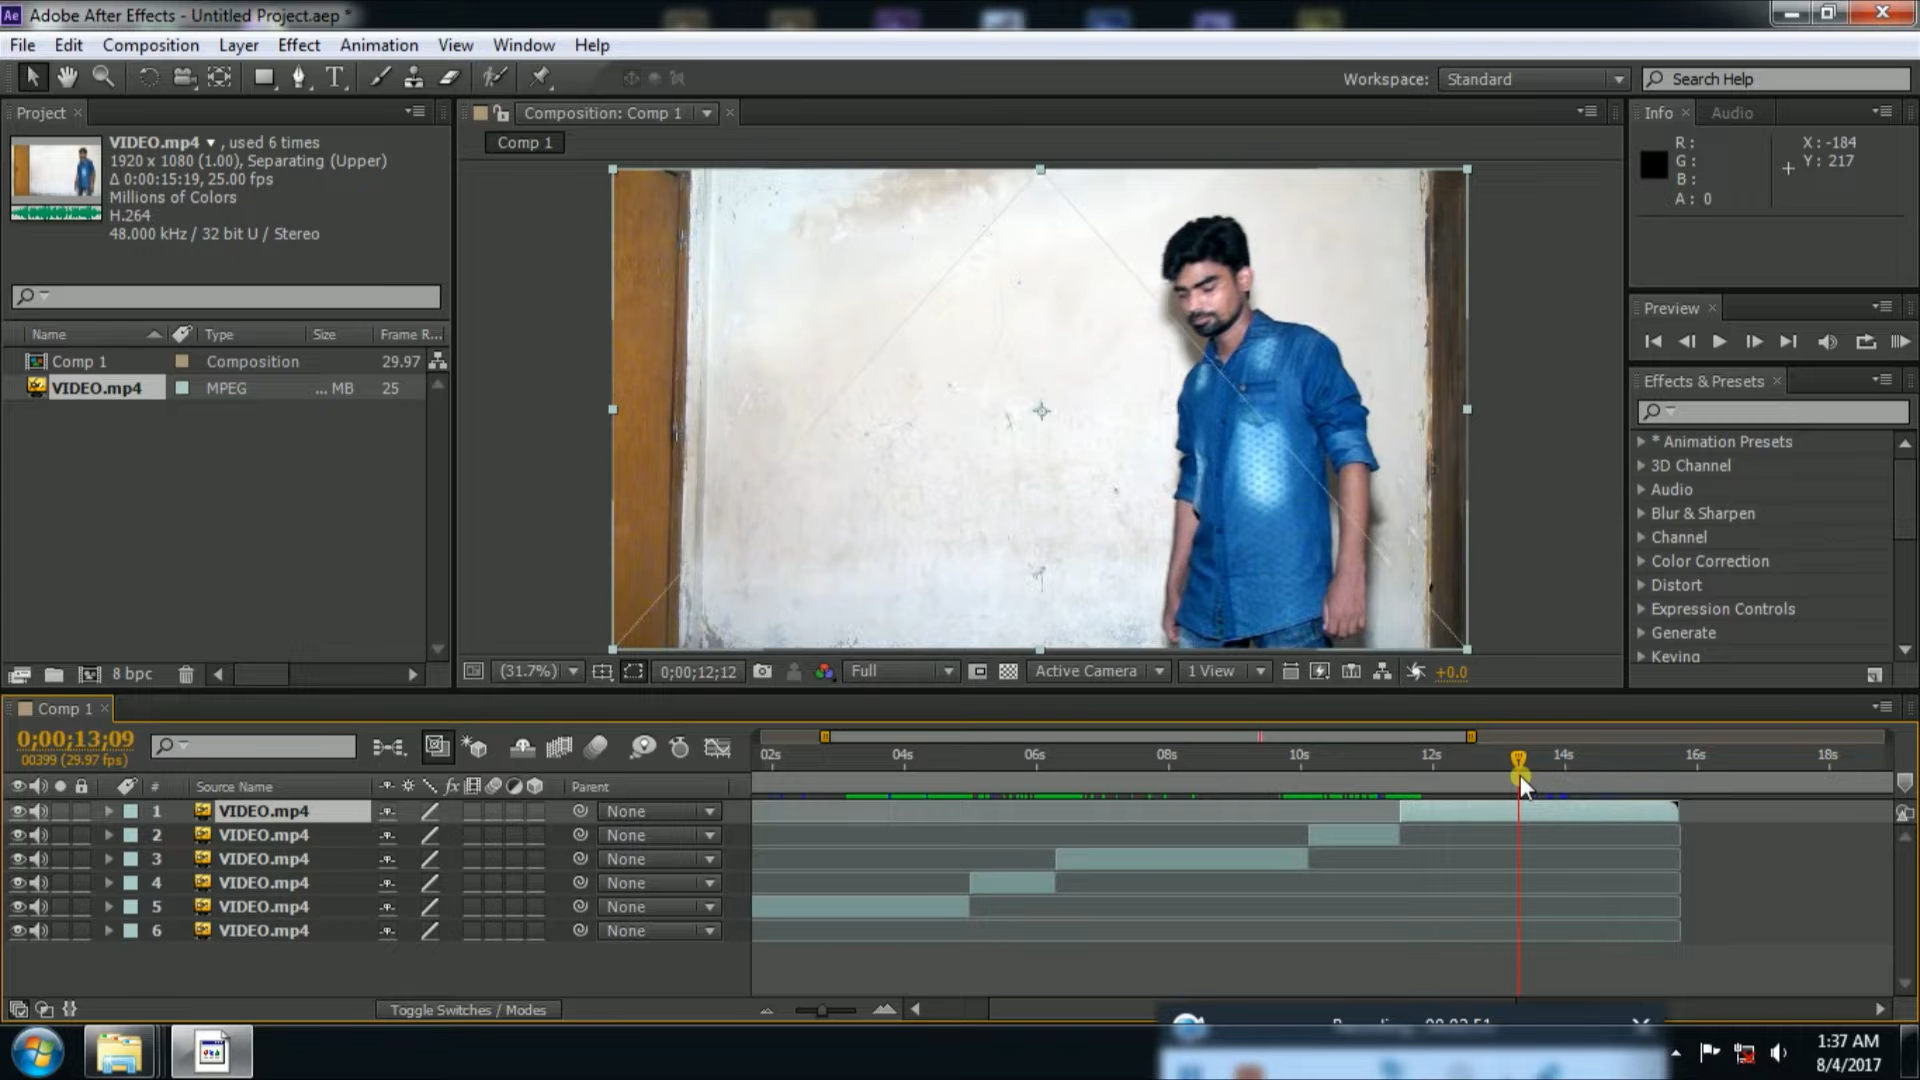 Adobe After Effects - Untitled Project.aep *
File Edit Composition Layer Effect Animation View Window Help
Workspace: Standard Search Help
Project
VIDEO.mp4 ▼ , used 6 times
1920 x 1080 (1.00), Separating (Upper)
Δ 0:00:15:19, 25.00 fps
Millions of Colors
H.264
48.000 kHz / 32 bit U / Stereo
Name Type Size Frame R...
Comp 1 Composition 29.97
VIDEO.mp4 MPEG ... MB 25
8 bpc
Composition: Comp 1
Comp 1
(31.7%) 0;00;12;12 Full Active Camera 1 View +0.0
Info Audio
R :
G :
B :
A : 0
X : -184
Y : 217
Preview
Effects & Presets
* Animation Presets
3D Channel
Audio
Blur & Sharpen
Channel
Color Correction
Distort
Expression Controls
Generate
Keying
Comp 1
0;00;13;09
00399 (29.97 fps)
02s 04s 06s 08s 10s 12s 14s 16s 18s
# Source Name fx Parent
1 VIDEO.mp4 None
2 VIDEO.mp4 None
3 VIDEO.mp4 None
4 VIDEO.mp4 None
5 VIDEO.mp4 None
6 VIDEO.mp4 None
Toggle Switches / Modes
1:37 AM
8/4/2017